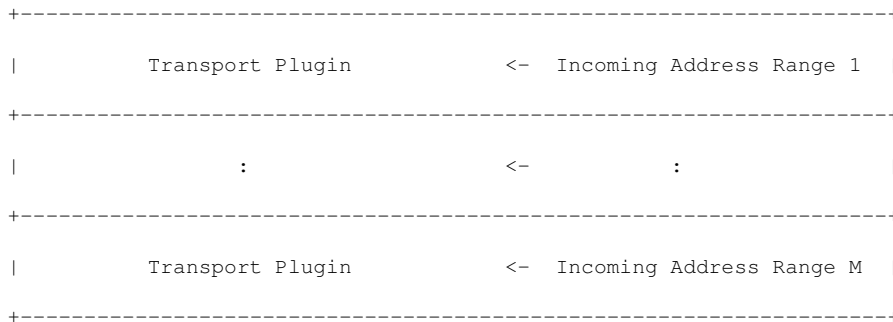 +--------------------------------------------------------------------
|          Transport Plugin            <-  Incoming Address Range 1  |
+--------------------------------------------------------------------
|                 :                    <-            :               |
+--------------------------------------------------------------------
|          Transport Plugin            <-  Incoming Address Range M  |
+--------------------------------------------------------------------